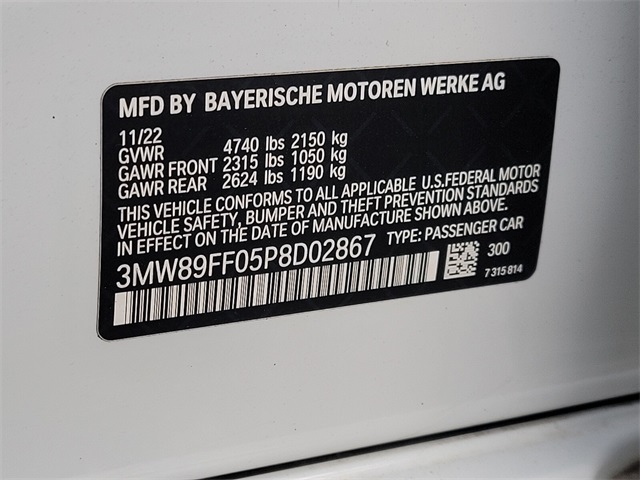 MFD BY BAYERISCHE MOTOREN WERKE AG
11/22
GVWR 4740 lbs 2150 kg
GAWR FRONT 2315 lbs 1050 kg
GAWR REAR 2624 lbs 1190 kg
THIS VEHICLE CONFORMS TO ALL APPLICABLE U.S.FEDERAL MOTOR
VEHICLE SAFETY, BUMPER AND THEFT PREVENTION STANDARDS
IN EFFECT ON THE DATE OF MANUFACTURE SHOWN ABOVE.
3MW89FF05P8D02867 TYPE: PASSENGER CAR
300
7 315 814